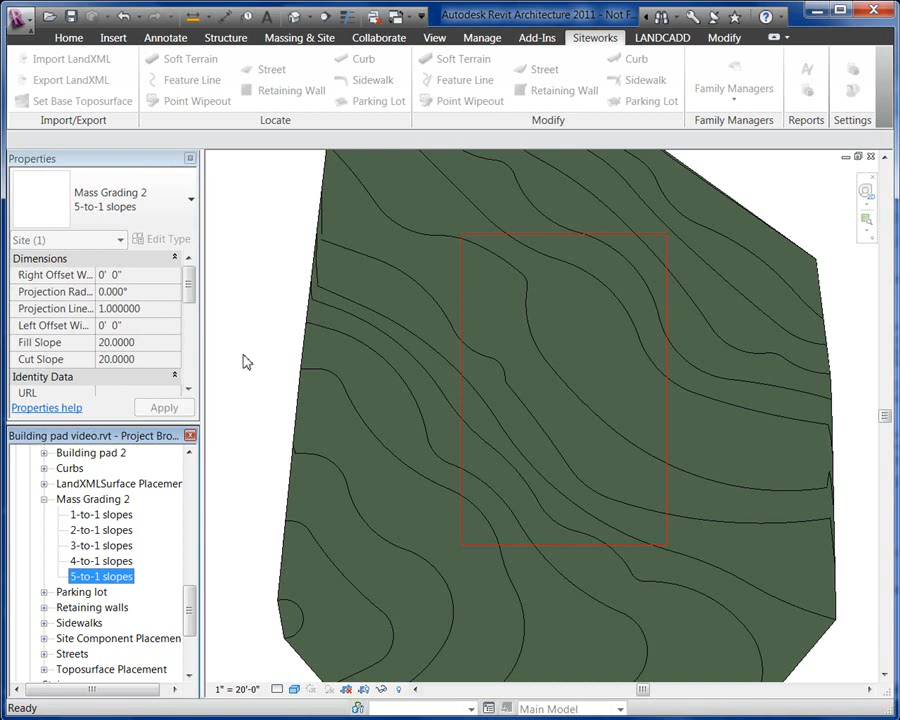 Autodesk Revit Architecture 2011 - Not F...
Home Insert Annotate Structure Massing & Site Collaborate View Manage Add-Ins Siteworks LANDCADD Modify
Import LandXML Soft Terrain Street Curb Soft Terrain Street Curb
Export LandXML Feature Line Retaining Wall Sidewalk Feature Line Retaining Wall Sidewalk Family Managers
Set Base Toposurface Point Wipeout Parking Lot Point Wipeout Parking Lot
Import/Export Locate Modify Family Managers Reports Settings
Properties
Mass Grading 2
5-to-1 slopes
Site (1) Edit Type
Dimensions
Right Offset W... 0' 0"
Projection Rad... 0.000°
Projection Line... 1.000000
Left Offset Wi... 0' 0"
Fill Slope 20.0000
Cut Slope 20.0000
Identity Data
URL
Properties help Apply
Building pad video.rvt - Project Bro...
Building pad 2
Curbs
LandXMLSurface Placemen
Mass Grading 2
1-to-1 slopes
2-to-1 slopes
3-to-1 slopes
4-to-1 slopes
5-to-1 slopes
Parking lot
Retaining walls
Sidewalks
Site Component Placemen
Streets
Toposurface Placement
1" = 20'-0"
Ready Main Model
2D